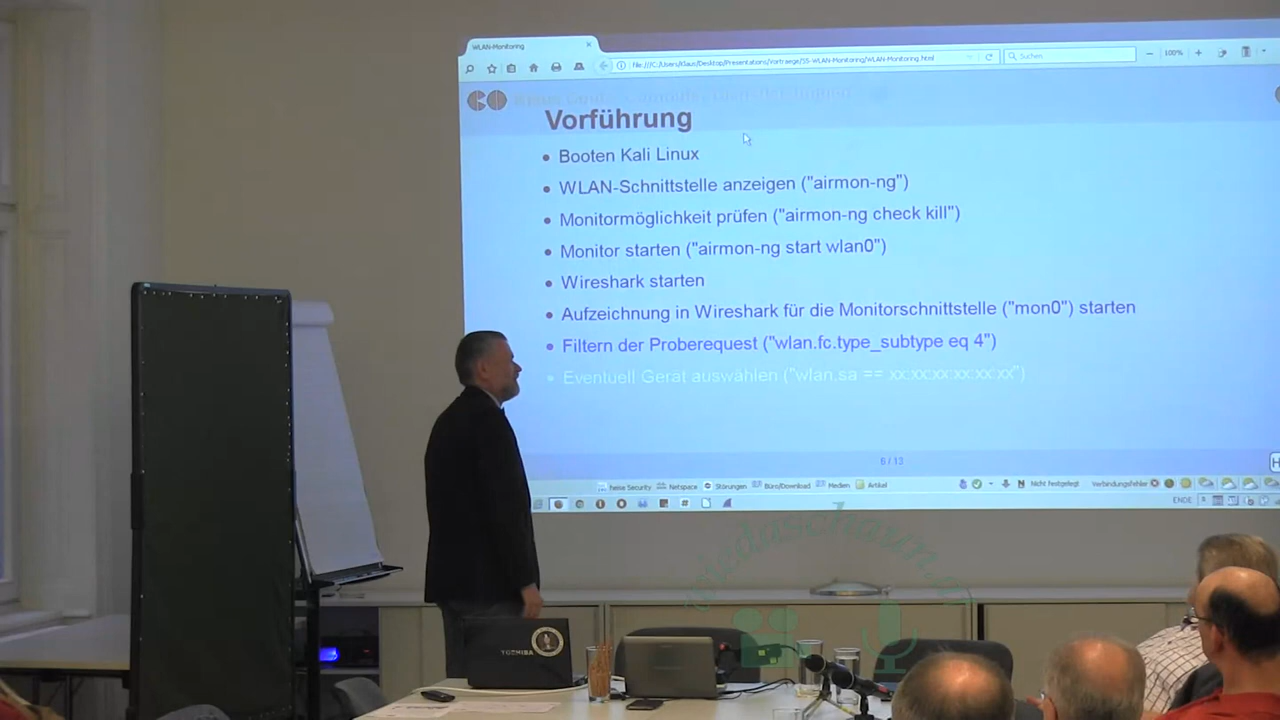 WLAN-Monitoring
file:///C:/Users/Klaus/Desktop/Presentations/Vortraege/55-WLAN-Monitoring/WLAN-Monitoring.html
Suchen
100%
Vorführung
• Booten Kali Linux
• WLAN-Schnittstelle anzeigen ("airmon-ng")
• Monitormöglichkeit prüfen ("airmon-ng check kill")
• Monitor starten ("airmon-ng start wlan0")
• Wireshark starten
• Aufzeichnung in Wireshark für die Monitorschnittstelle ("mon0") starten
• Filtern der Proberequest ("wlan.fc.type_subtype eq 4")
• Eventuell Gerät auswählen ("wlan.sa == xx:xx:xx:xx:xx:xx")
6 / 13
heise Security Netspace Störungen Büro/Download Medien Artikel Nicht festgelegt Verbindungsfehler
ENDE
wiedaschaun.at
TOSHIBA